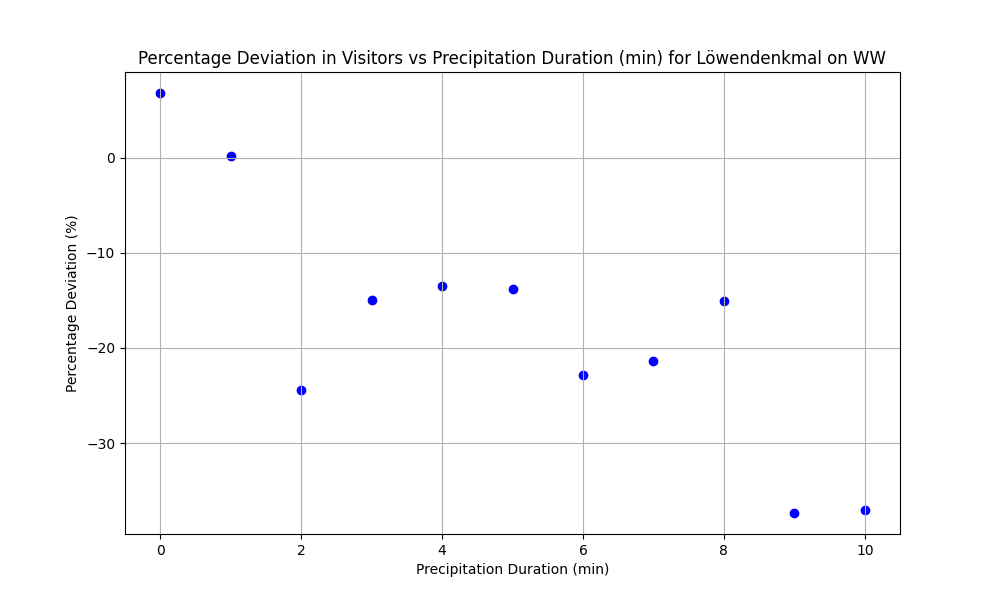 Percentage Deviation in Visitors vs Precipitation Duration (min) for Löwendenkmal on WW
0
−10
−20
−30
Percentage Deviation (%)
0 2 4 6 8 10
Precipitation Duration (min)